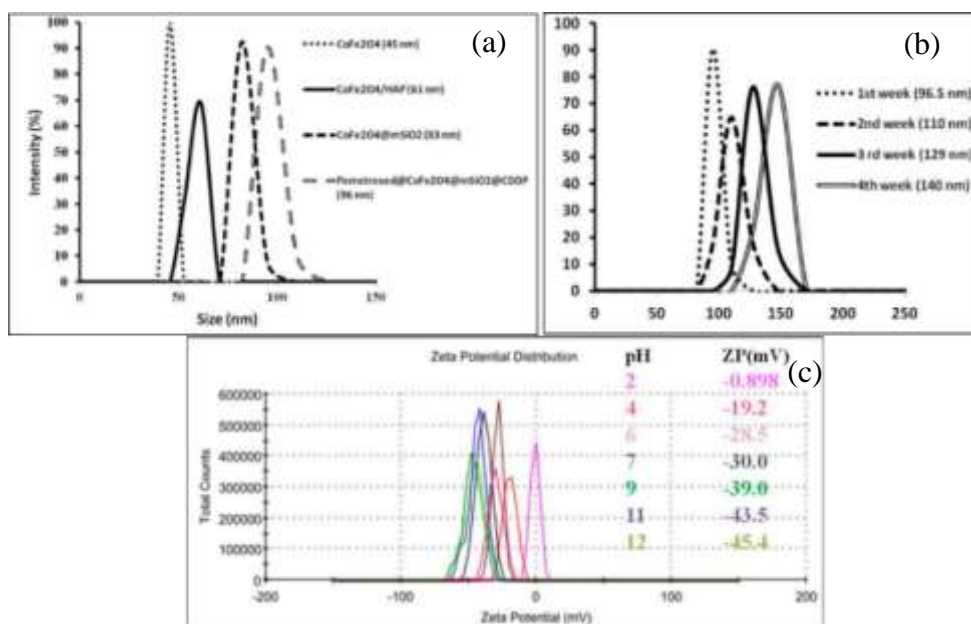 (a)
Intensity (%)
100
90
80
70
60
50
40
30
20
10
0
0 50 100 150
Size (nm)
CoFe2O4 (45 nm)
CoFe2O4/HAP (61 nm)
CoFe2O4@mSiO2 (83 nm)
(96 nm)
(b)
100
90
80
70
60
50
40
30
20
10
0
0 50 100 150 200 250
1st week (96.5 nm)
2nd week (110 nm)
3 rd week (129 nm)
4th week (140 nm)
(c)
Zeta Potential Distribution
Total Counts
600000
500000
400000
300000
200000
100000
0
-200 -100 0 100 200
Zeta Potential (mV)
pH ZP(mV)
2 -0.898
4 -19.2
6 -28.5
7 -30.0
9 -39.0
11 -43.5
12 -45.4